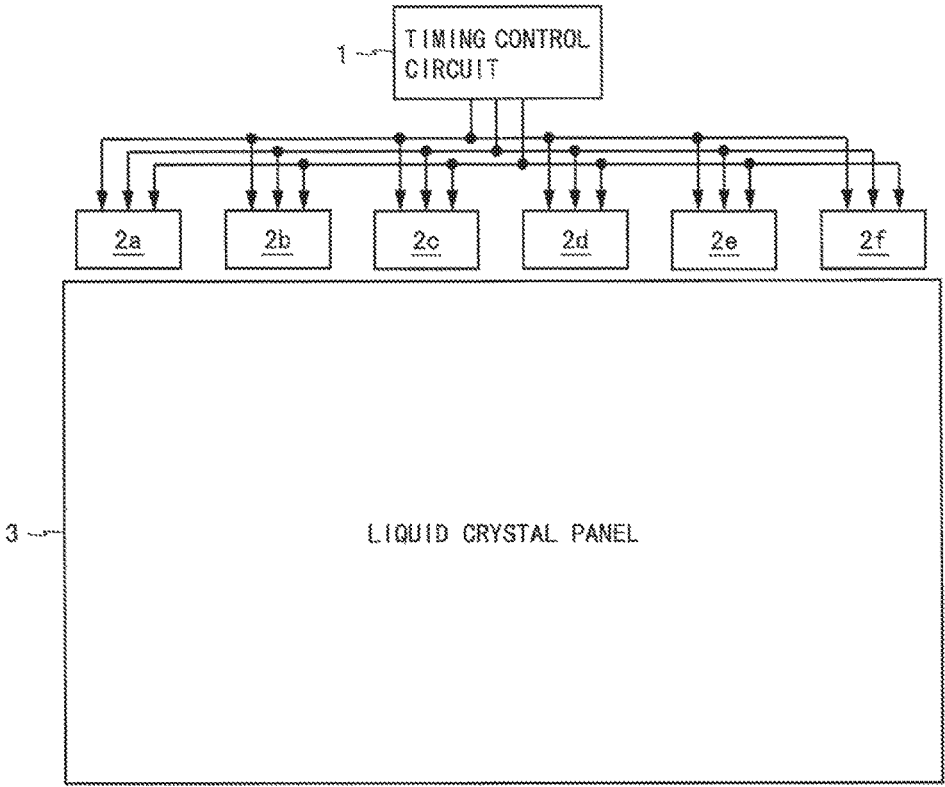 1
TIMING CONTROL
CIRCUIT
2a 2b 2c 2d 2e 2f
3
LIQUID CRYSTAL PANEL